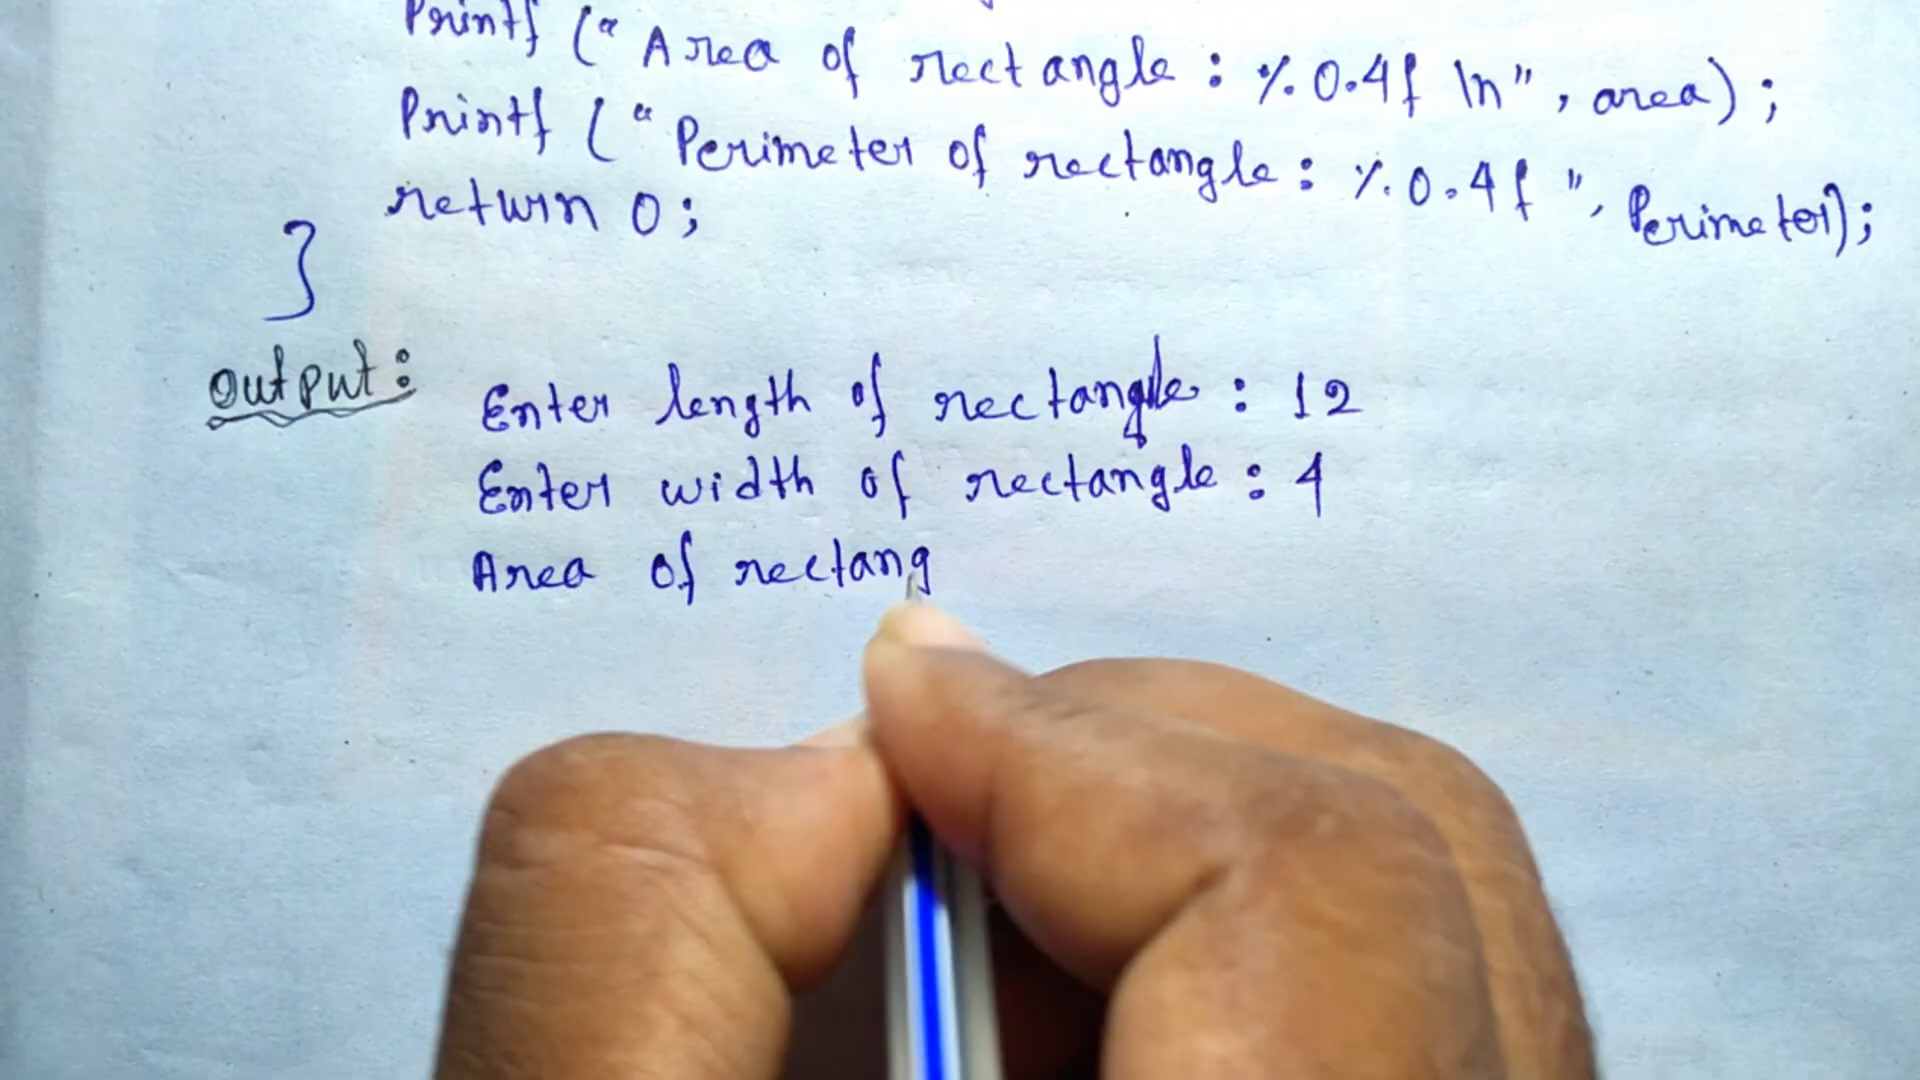 Printf ("Area of rectangle : %.0.4f \n", area);
Printf ("Perimeter of rectangle: %.0.4f ", Perimeter);
return 0;
}
output:
Enter length of rectangle : 12
Enter width of rectangle : 4
Area of rectang